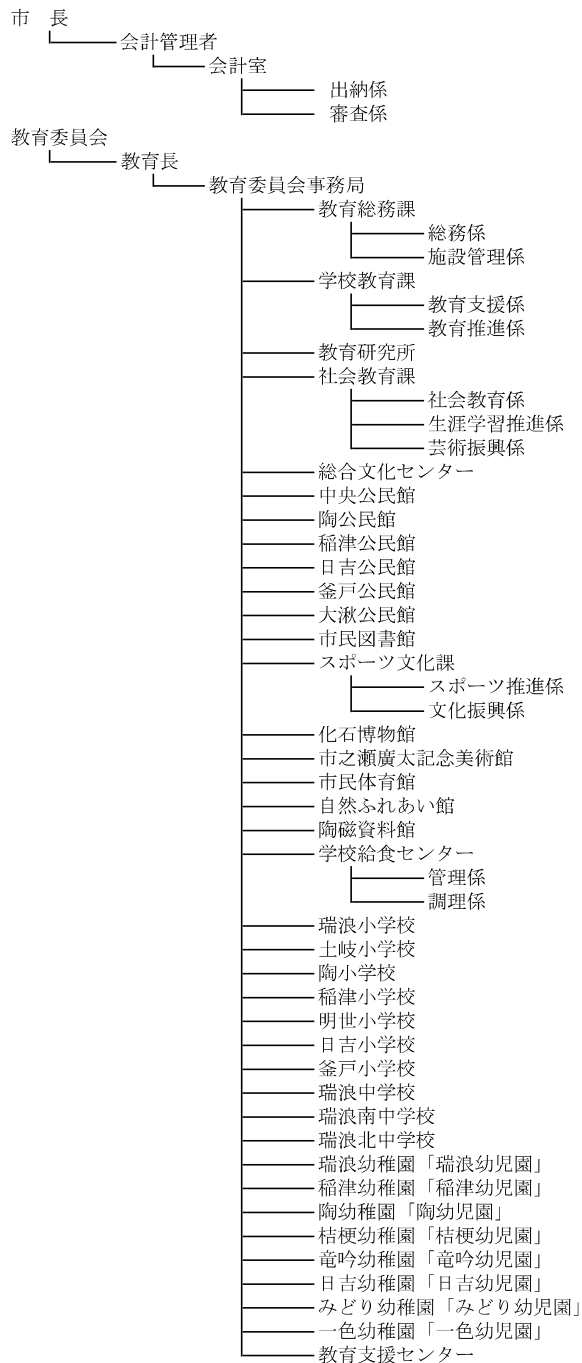 市　長
会計管理者
会計室
出納係
審査係
教育委員会
教育長
教育委員会事務局
教育総務課
総務係
施設管理係
学校教育課
教育支援係
教育推進係
教育研究所
社会教育課
社会教育係
生涯学習推進係
芸術振興係
総合文化センター
中央公民館
陶公民館
稲津公民館
日吉公民館
釜戸公民館
大湫公民館
市民図書館
スポーツ文化課
スポーツ推進係
文化振興係
化石博物館
市之瀬廣太記念美術館
市民体育館
自然ふれあい館
陶磁資料館
学校給食センター
管理係
調理係
瑞浪小学校
土岐小学校
陶小学校
稲津小学校
明世小学校
日吉小学校
釜戸小学校
瑞浪中学校
瑞浪南中学校
瑞浪北中学校
瑞浪幼稚園「瑞浪幼児園」
稲津幼稚園「稲津幼児園」
陶幼稚園「陶幼児園」
桔梗幼稚園「桔梗幼児園」
竜吟幼稚園「竜吟幼児園」
日吉幼稚園「日吉幼児園」
みどり幼稚園「みどり幼児園」
一色幼稚園「一色幼児園」
教育支援センター